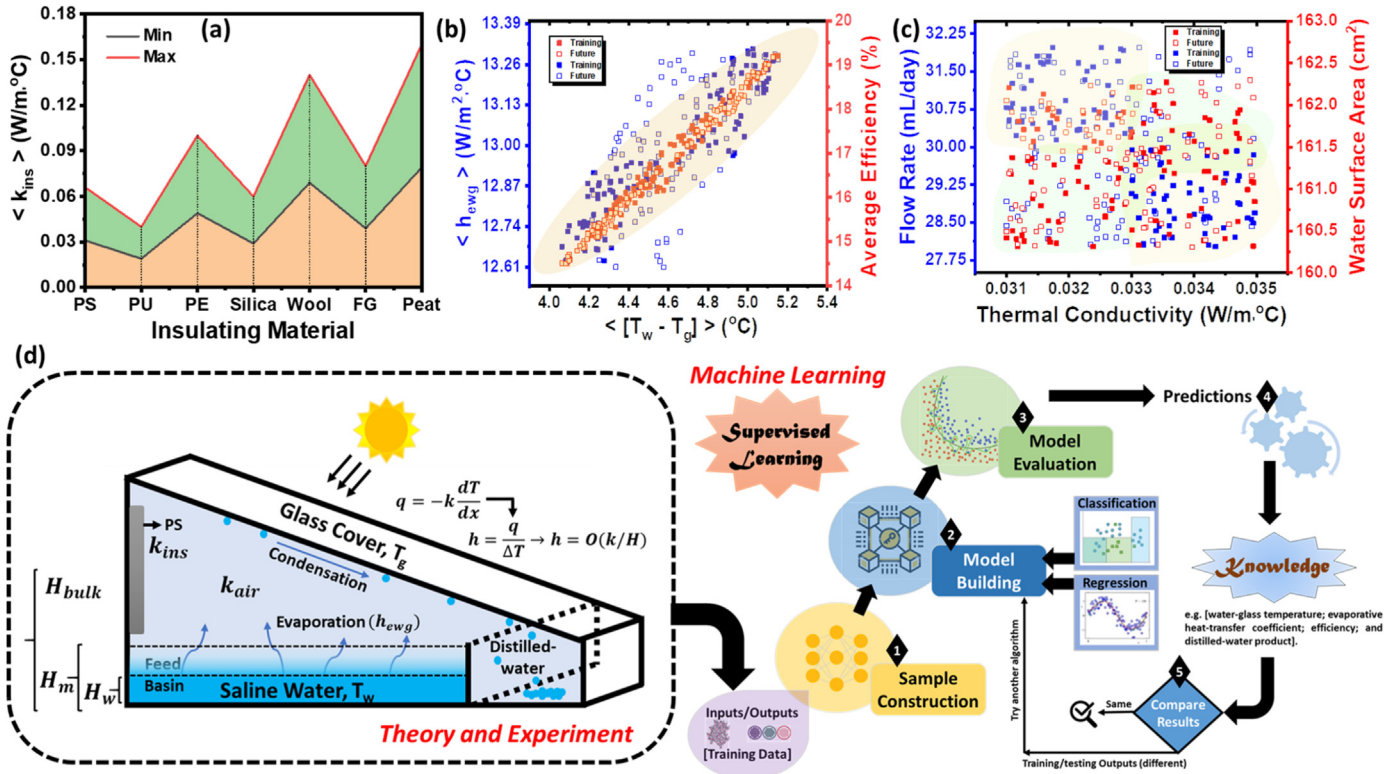 (a)
0.18
0.15
0.12
0.09
0.06
0.03
0.00
< k_ins > (W/m.°C)
Min
Max
PS PU PE Silica Wool FG Peat
Insulating Material
(b)
13.39
13.26
13.13
13.00
12.87
12.74
12.61
< h_ewg > (W/m².°C)
Training
Future
Training
Future
20
19
18
17
16
15
14
Average Efficiency (%)
4.0 4.2 4.4 4.6 4.8 5.0 5.2 5.4
< [T_w - T_g] > (°C)
(c)
32.25
31.50
30.75
30.00
29.25
28.50
27.75
Flow Rate (mL/day)
Training
Future
Training
Future
163.0
162.5
162.0
161.5
161.0
160.5
160.0
Water Surface Area (cm²)
0.031 0.032 0.033 0.034 0.035
Thermal Conductivity (W/m.°C)
(d)
q = −k dT/dx
h = q/ΔT → h = O(k/H)
Glass Cover, T_g
Condensation
PS
k_ins
k_air
Evaporation (h_ewg)
H_bulk
H_m
H_w
Feed
Basin
Saline Water, T_w
Distilled-
water
Theory and Experiment
Machine Learning
Supervised
Learning
Inputs/Outputs
[Training Data]
1
Sample
Construction
2
Model
Building
3
Model
Evaluation
Classification
Regression
Predictions
4
Knowledge
e.g. [water-glass temperature; evaporative
heat-transfer coefficient; efficiency; and
distilled-water product].
5
Compare
Results
Same
Try another algorithm
Training/testing Outputs (different)